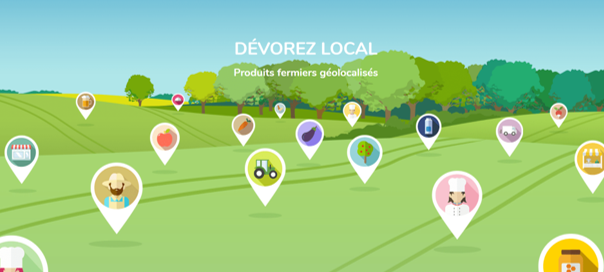 DÉVOREZ LOCAL
Produits fermiers géolocalisés